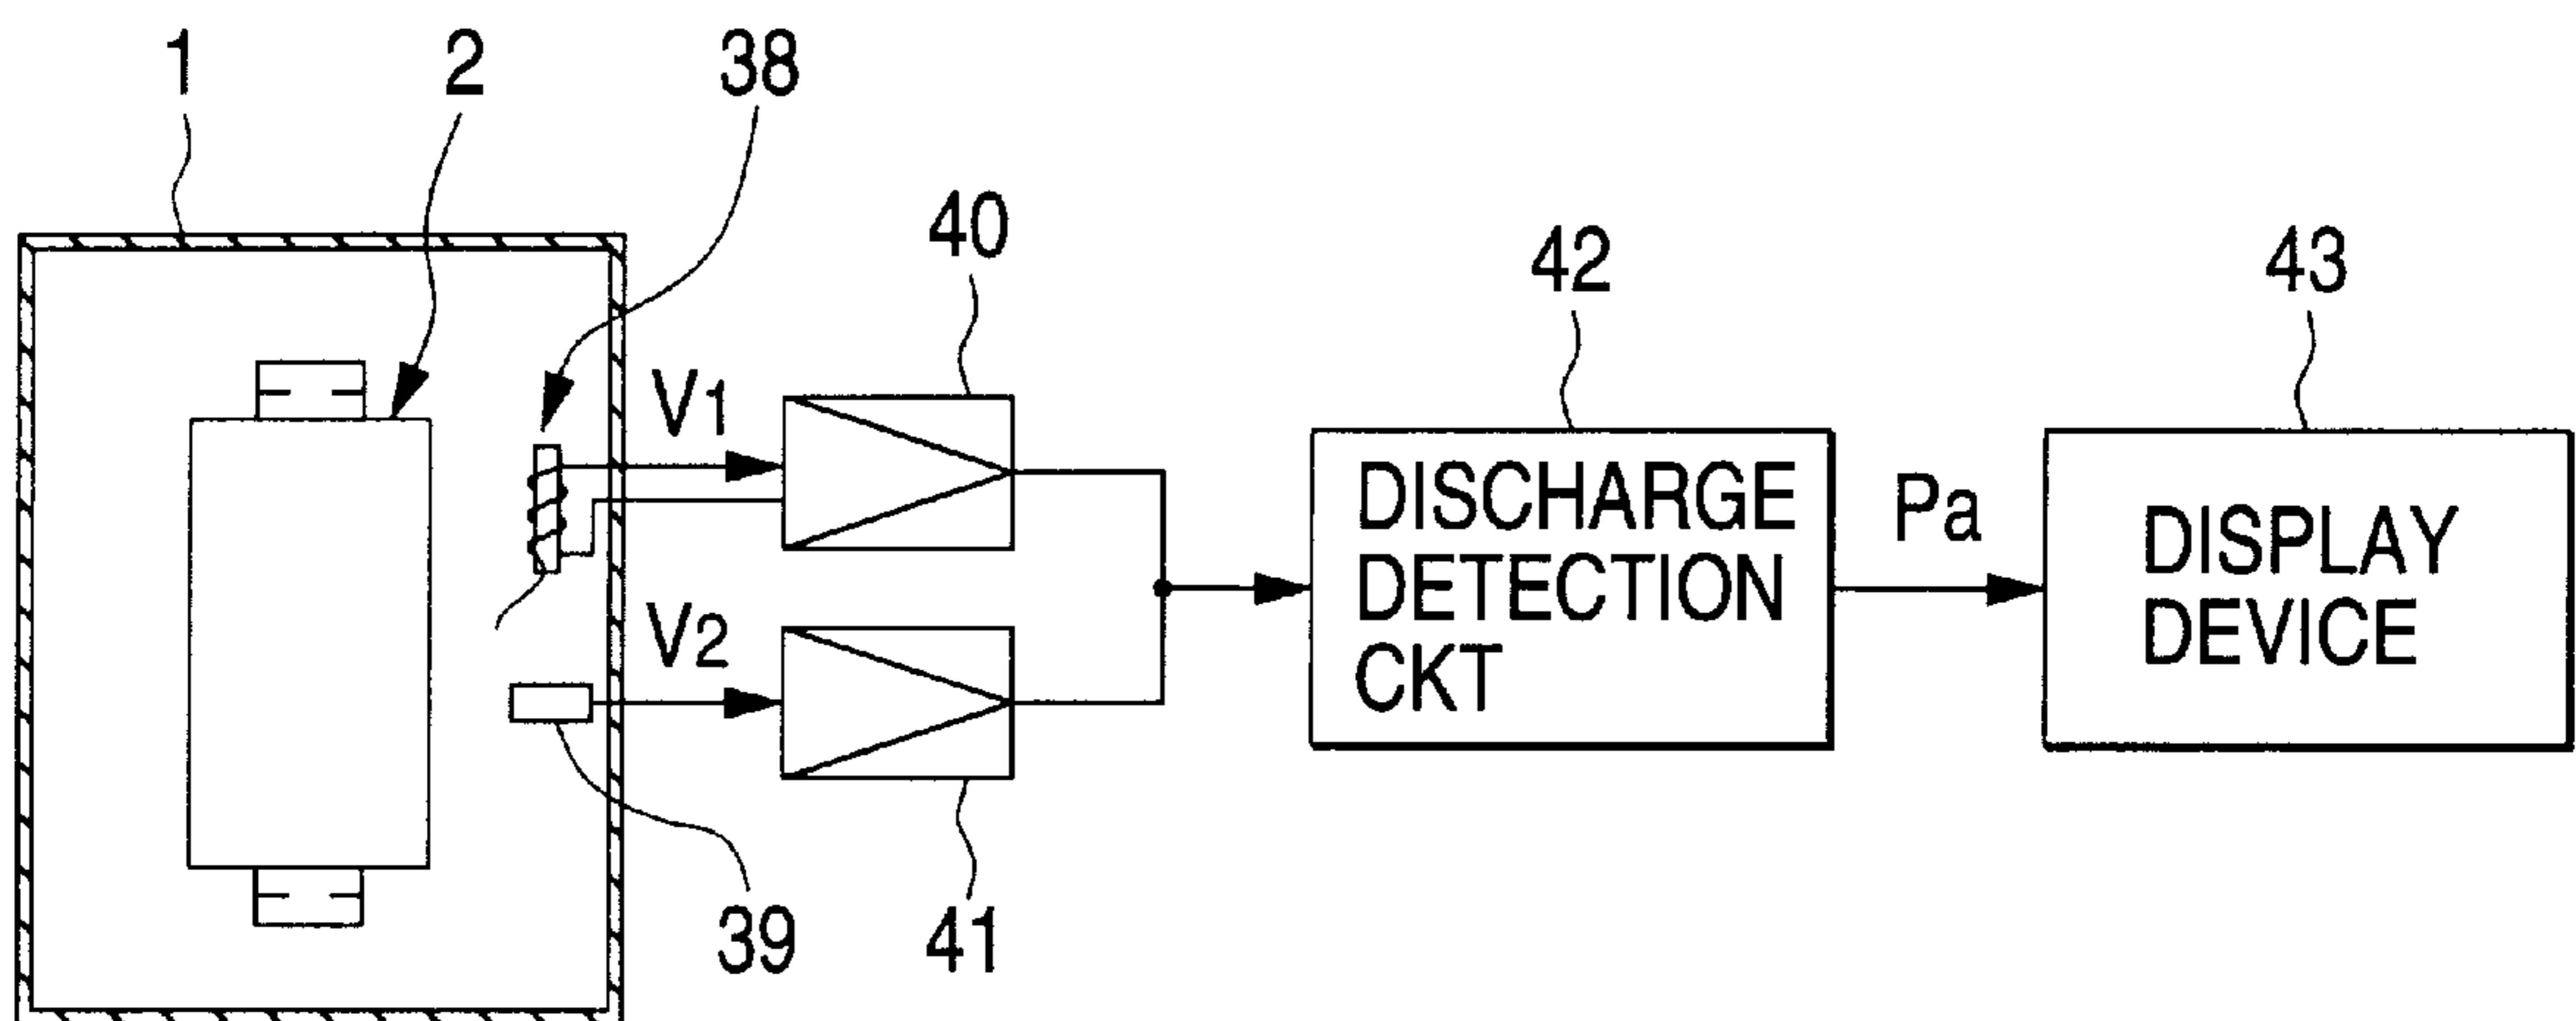 1
2
38
40
42
43
V1
V2
DISCHARGE
DETECTION
CKT
Pa
DISPLAY
DEVICE
39
41